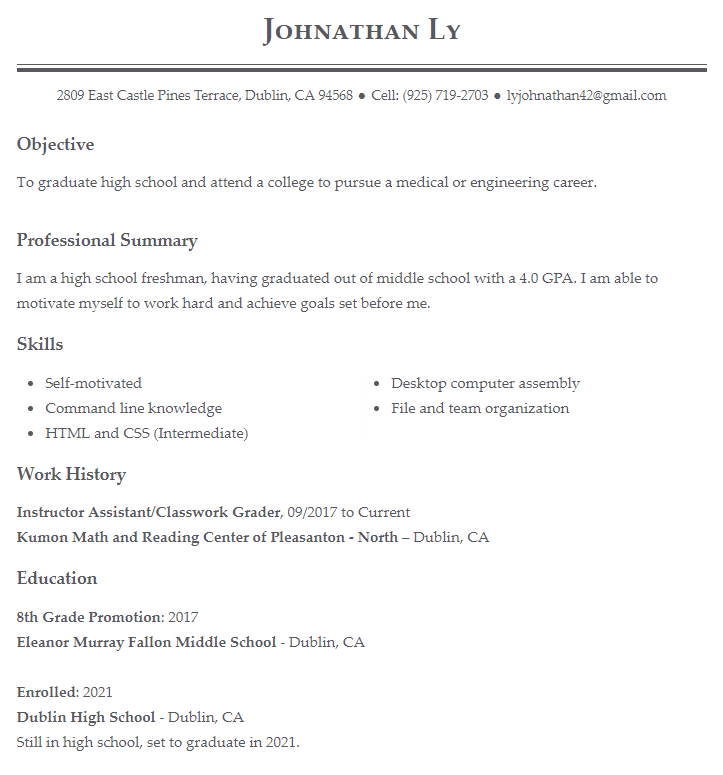 Johnathan Ly
2809 East Castle Pines Terrace, Dublin, CA 94568 ● Cell: (925) 719-2703 ● lyjohnathan42@gmail.com
Objective
To graduate high school and attend a college to pursue a medical or engineering career.
Professional Summary
I am a high school freshman, having graduated out of middle school with a 4.0 GPA. I am able to
motivate myself to work hard and achieve goals set before me.
Skills
• Self-motivated
• Command line knowledge
• HTML and CSS (Intermediate)
• Desktop computer assembly
• File and team organization
Work History
Instructor Assistant/Classwork Grader, 09/2017 to Current
Kumon Math and Reading Center of Pleasanton - North – Dublin, CA
Education
8th Grade Promotion: 2017
Eleanor Murray Fallon Middle School - Dublin, CA
Enrolled: 2021
Dublin High School - Dublin, CA
Still in high school, set to graduate in 2021.